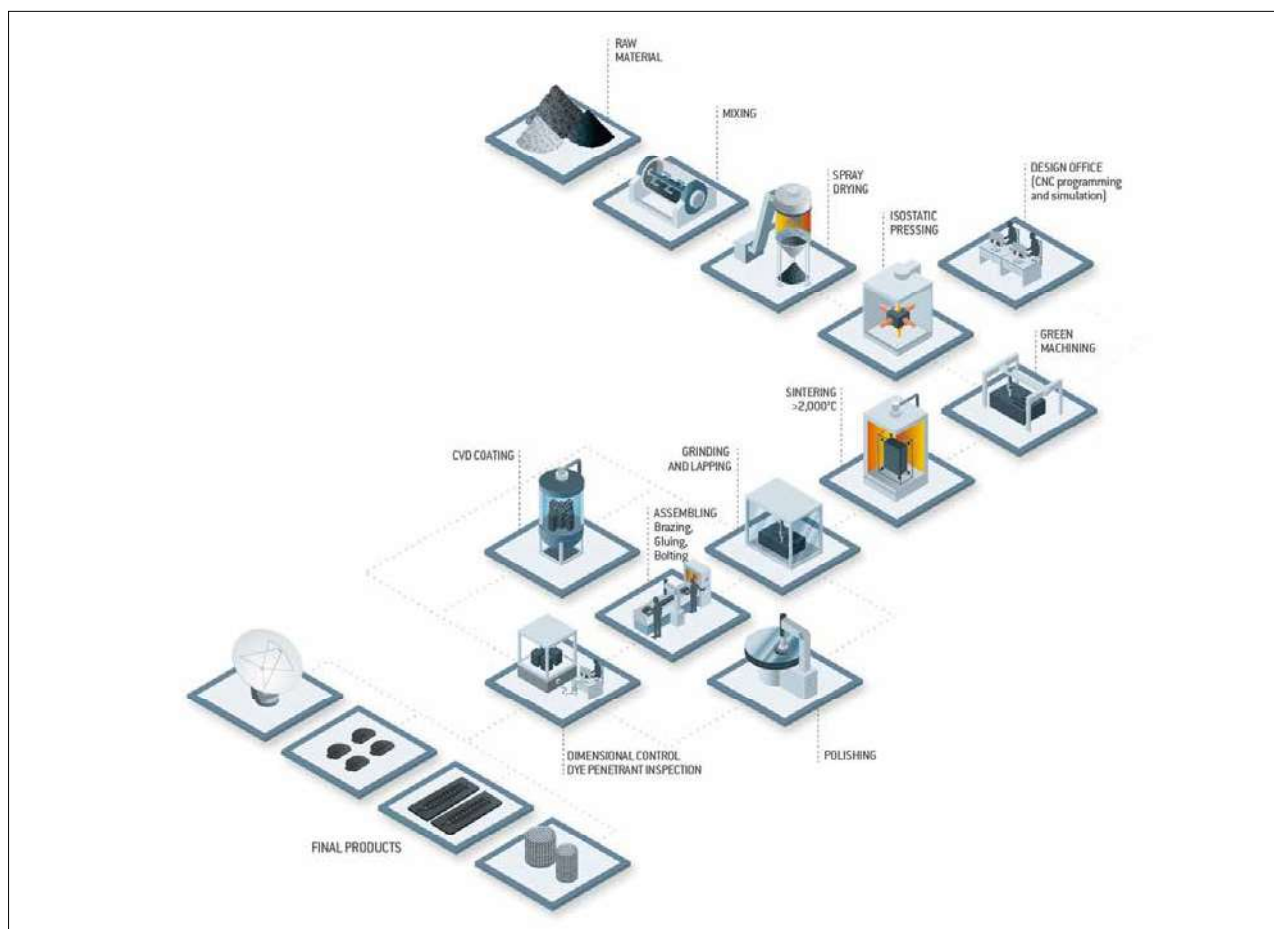 RAW
MATERIAL
MIXING
SPRAY
DRYING
DESIGN OFFICE
(CNC programming
and simulation)
ISOSTATIC
PRESSING
GREEN
MACHINING
SINTERING
>2,000°C
GRINDING
AND LAPPING
CVD COATING
ASSEMBLING
Brazing,
Gluing,
Bolting
DIMENSIONAL CONTROL
DYE PENETRANT INSPECTION
POLISHING
FINAL PRODUCTS